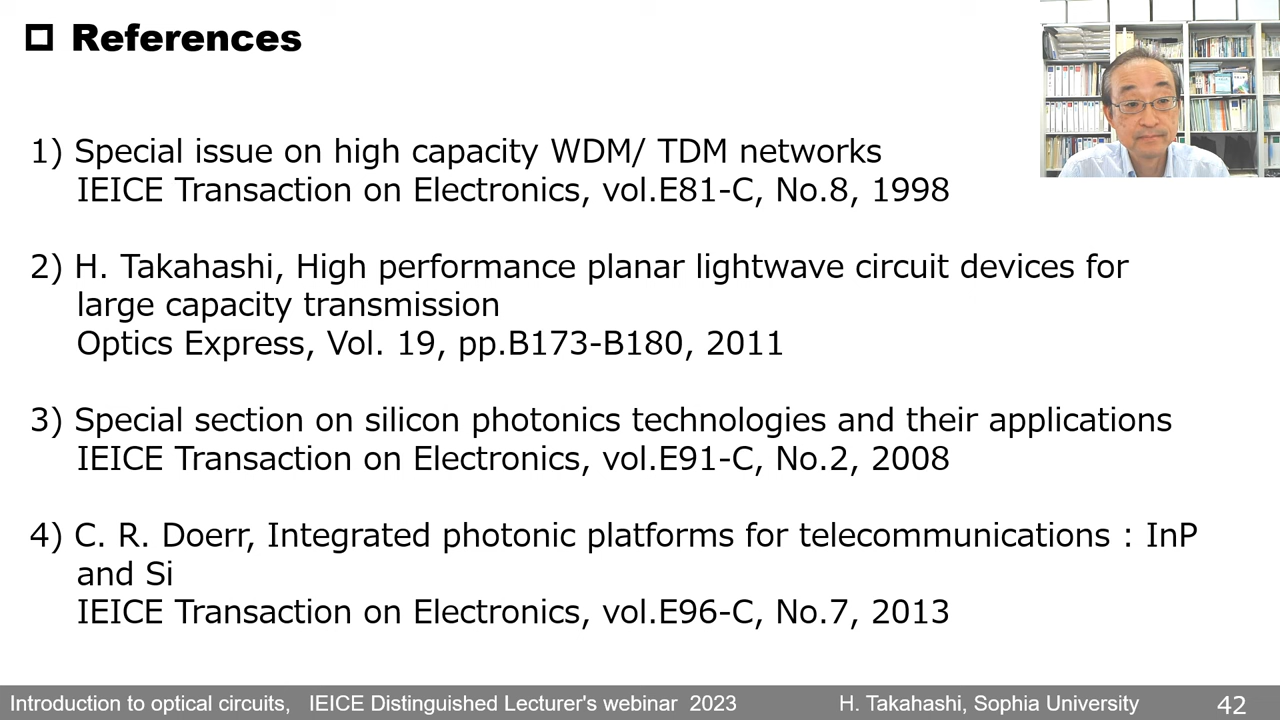 References
1) Special issue on high capacity WDM/ TDM networks
IEICE Transaction on Electronics, vol.E81-C, No.8, 1998
2) H. Takahashi, High performance planar lightwave circuit devices for
large capacity transmission
Optics Express, Vol. 19, pp.B173-B180, 2011
3) Special section on silicon photonics technologies and their applications
IEICE Transaction on Electronics, vol.E91-C, No.2, 2008
4) C. R. Doerr, Integrated photonic platforms for telecommunications : InP
and Si
IEICE Transaction on Electronics, vol.E96-C, No.7, 2013
Introduction to optical circuits, IEICE Distinguished Lecturer's webinar 2023 H. Takahashi, Sophia University 42